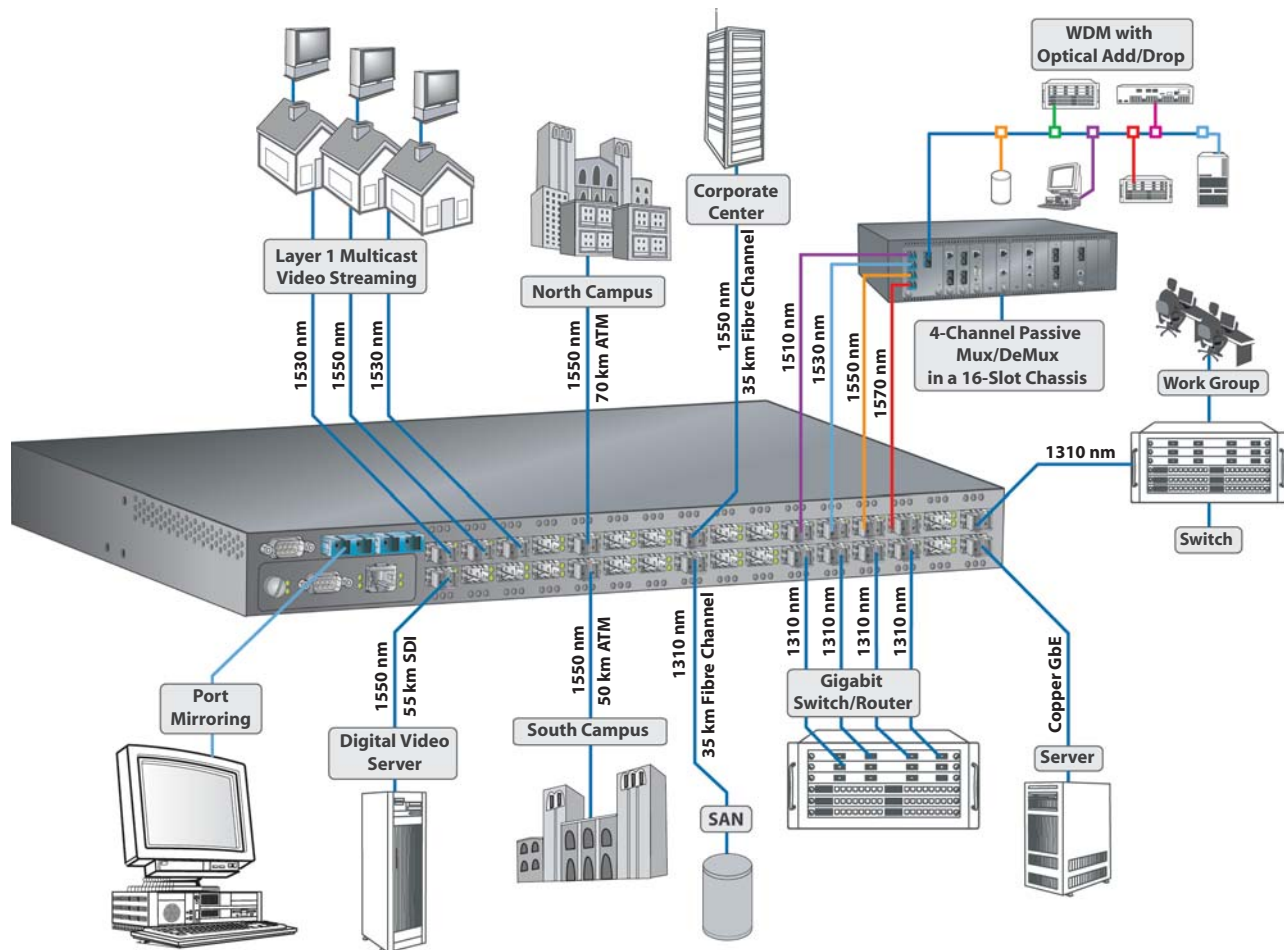 WDM with
Optical Add/Drop
Corporate
Center
Layer 1 Multicast
Video Streaming
North Campus
4-Channel Passive
Mux/DeMux
in a 16-Slot Chassis
Work Group
1530 nm
1550 nm
1530 nm
1550 nm
70 km ATM
1550 nm
35 km Fibre Channel
1510 nm
1530 nm
1550 nm
1570 nm
1310 nm
Switch
Port
Mirroring
1550 nm
55 km SDI
Digital Video
Server
1550 nm
50 km ATM
South Campus
1310 nm
35 km Fibre Channel
SAN
1310 nm
1310 nm
1310 nm
1310 nm
Gigabit
Switch/Router
Copper GbE
Server